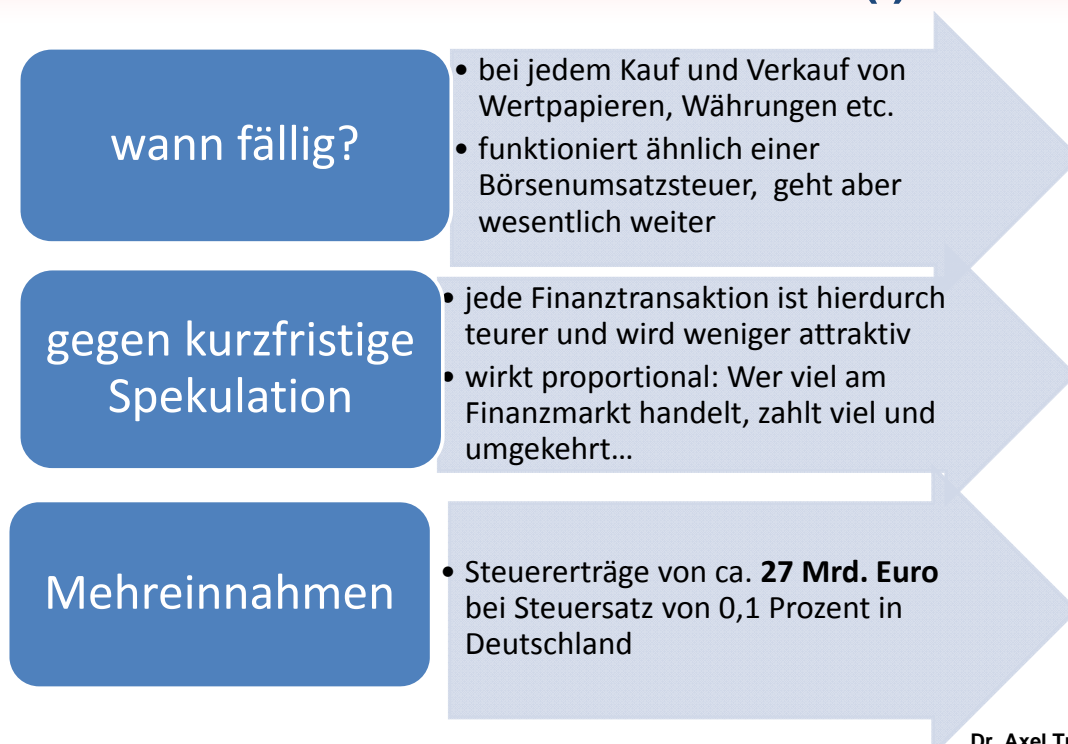 wann fällig?
• bei jedem Kauf und Verkauf von
Wertpapieren, Währungen etc.
• funktioniert ähnlich einer
Börsenumsatzsteuer, geht aber
wesentlich weiter
gegen kurzfristige
Spekulation
• jede Finanztransaktion ist hierdurch
teurer und wird weniger attraktiv
• wirkt proportional: Wer viel am
Finanzmarkt handelt, zahlt viel und
umgekehrt…
Mehreinnahmen
• Steuererträge von ca. 27 Mrd. Euro
bei Steuersatz von 0,1 Prozent in
Deutschland
Dr. Axel